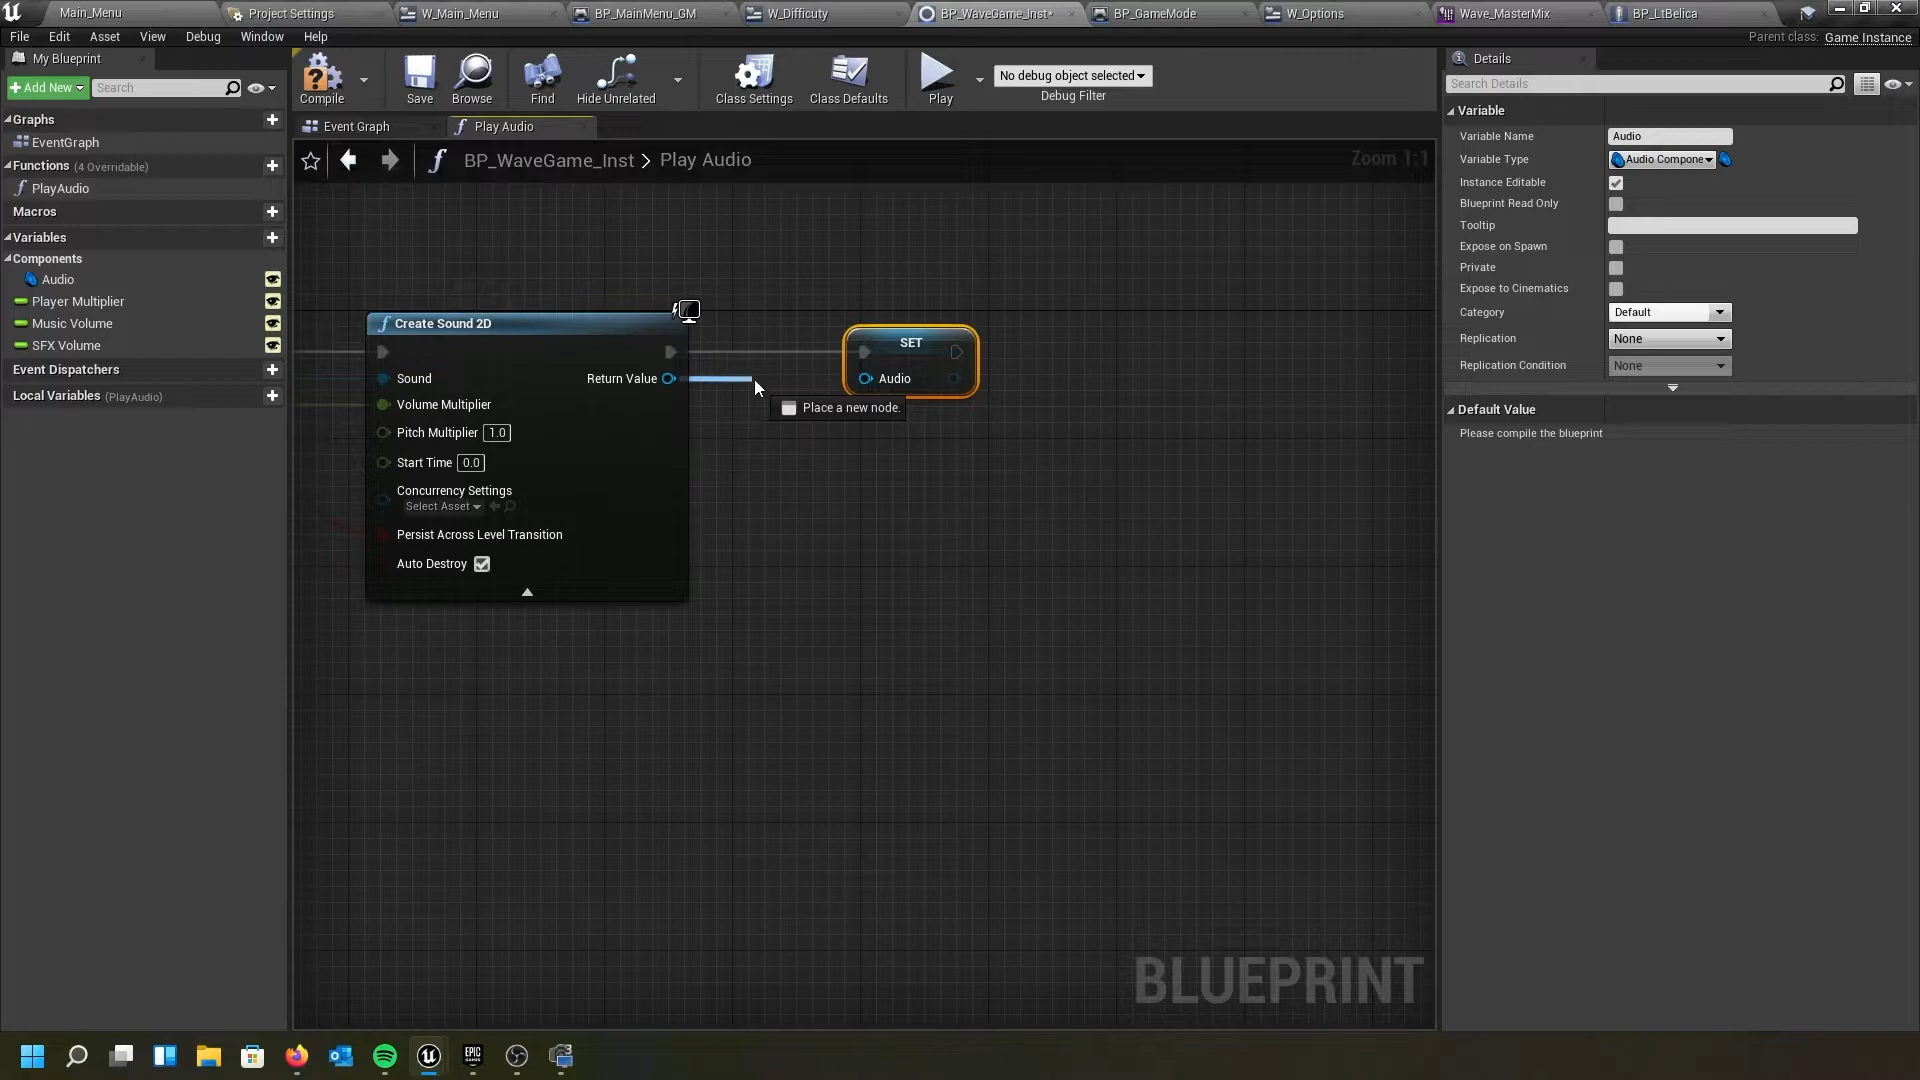 Main_Menu
Project Settings
W_Main_Menu
BP_MainMenu_GM
W_Difficuty
BP_WaveGame_Inst*
BP_GameMode
W_Options
Wave_MasterMix
BP_LtBelica
File
Edit
Asset
View
Debug
Window
Help
Parent class:
Game Instance
My Blueprint
Add New
Search
Compile
Save
Browse
Find
Hide Unrelated
Class Settings
Class Defaults
Play
No debug object selected
Debug Filter
Details
Search Details
Graphs
EventGraph
Functions (4 Overridable)
PlayAudio
Macros
Variables
Components
Audio
Player Multiplier
Music Volume
SFX Volume
Event Dispatchers
Local Variables (PlayAudio)
Event Graph
Play Audio
BP_WaveGame_Inst > Play Audio
Zoom 1:1
Create Sound 2D
Sound
Return Value
Volume Multiplier
Pitch Multiplier 1.0
Start Time 0.0
Concurrency Settings
Select Asset
Persist Across Level Transition
Auto Destroy
SET
Audio
Place a new node.
BLUEPRINT
Variable
Variable Name
Audio
Variable Type
Audio Compone
Instance Editable
Blueprint Read Only
Tooltip
Expose on Spawn
Private
Expose to Cinematics
Category
Default
Replication
None
Replication Condition
None
Default Value
Please compile the blueprint
EPIC
GAMES